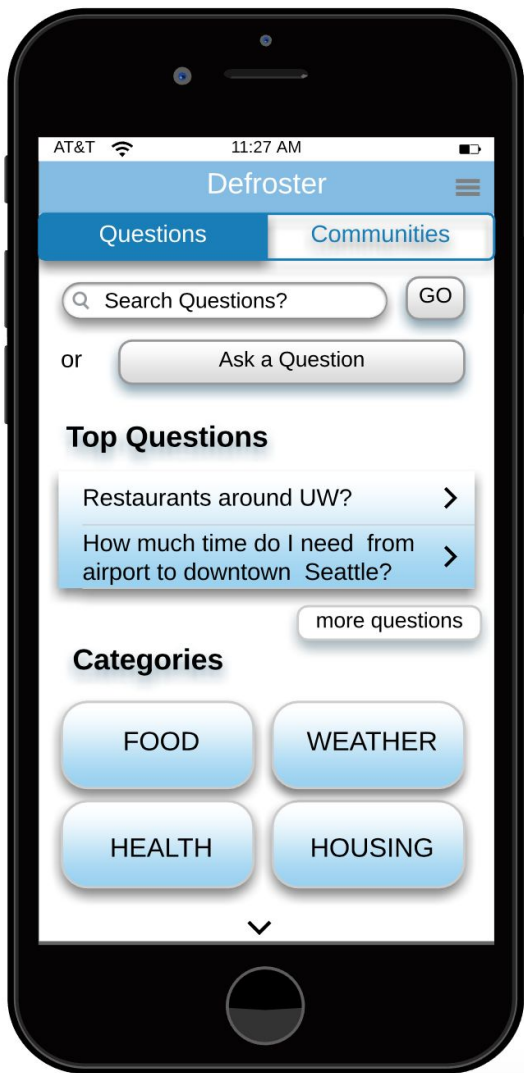 AT&T 11:27 AM
Defroster
Questions Communities
Search Questions? GO
or Ask a Question
Top Questions
Restaurants around UW?
How much time do I need from
airport to downtown Seattle?
more questions
Categories
FOOD WEATHER
HEALTH HOUSING